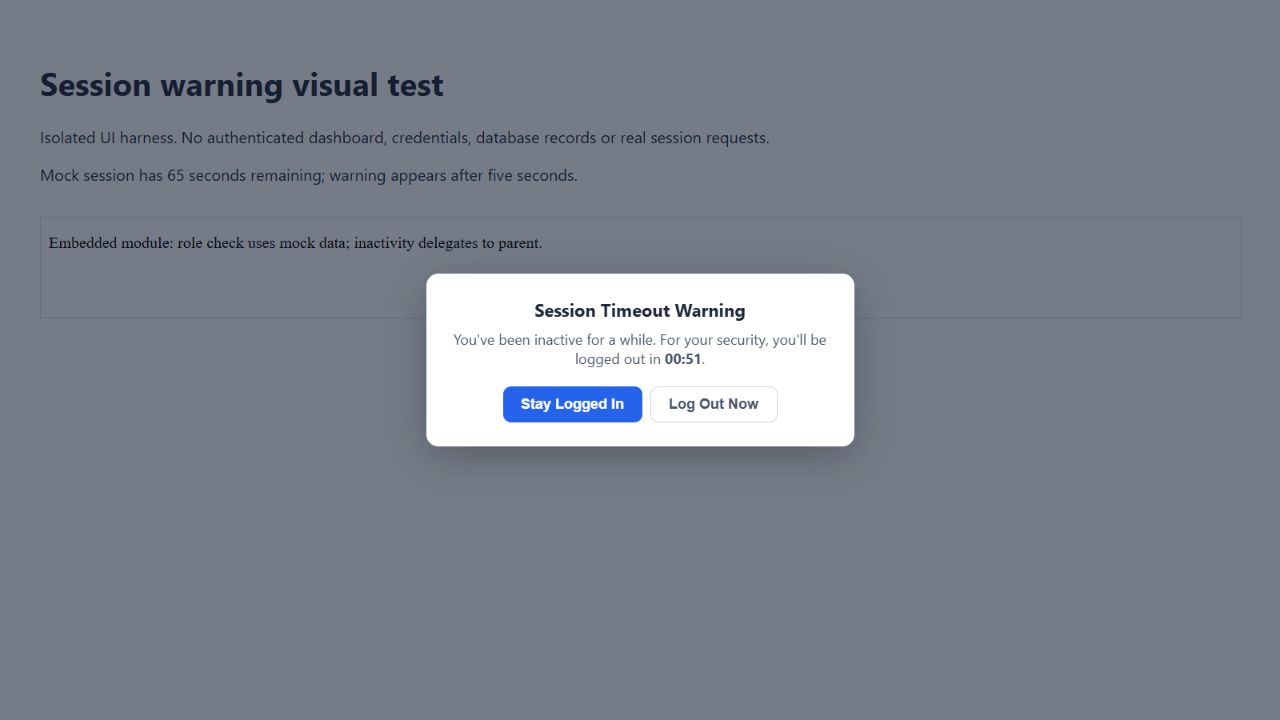 Session warning visual test
Isolated UI harness. No authenticated dashboard, credentials, database records or real session requests.
Mock session has 65 seconds remaining; warning appears after five seconds.
Embedded module: role check uses mock data; inactivity delegates to parent.
Session Timeout Warning
You've been inactive for a while. For your security, you'll be
logged out in 00:51.
Stay Logged In
Log Out Now